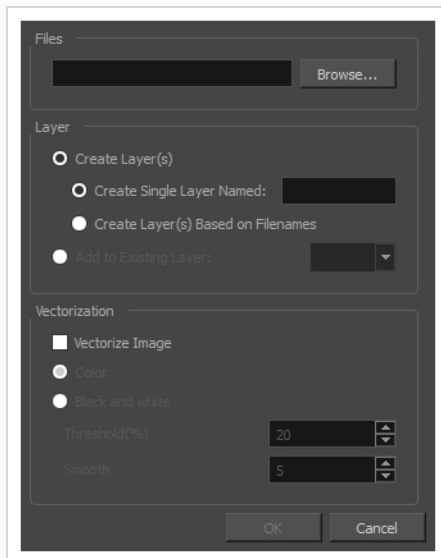 Files
Browse...
Layer
Create Layer(s)
Create Single Layer Named:
Create Layer(s) Based on Filenames
Add to Existing Layer:
Vectorization
Vectorize Image
Color
Black and white
Threshold(%) 20
Smooth 5
OK Cancel